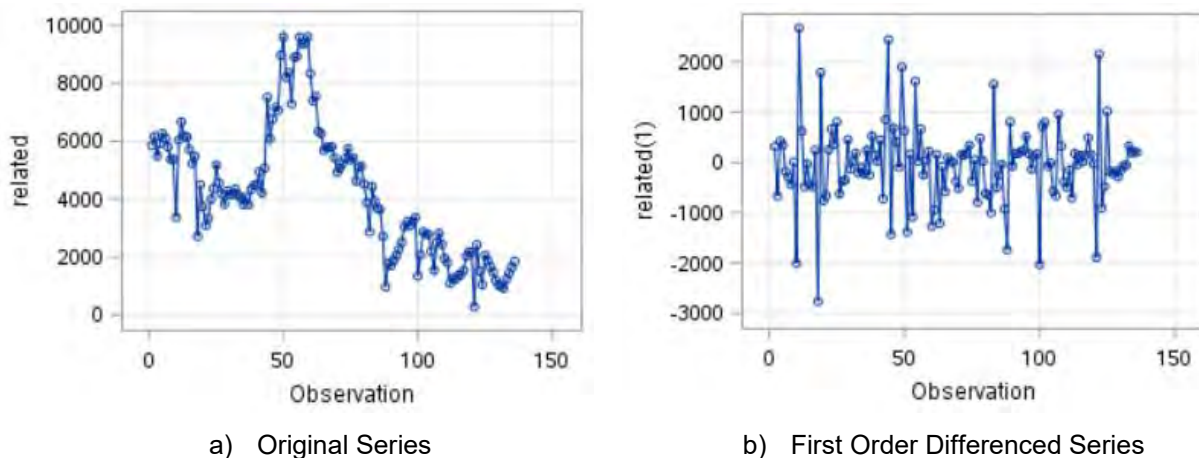 10000
8000
6000
4000
2000
0
related
0 50 100 150
Observation
2000
1000
0
-1000
-2000
-3000
related(1)
0 50 100 150
Observation
a) Original Series
b) First Order Differenced Series